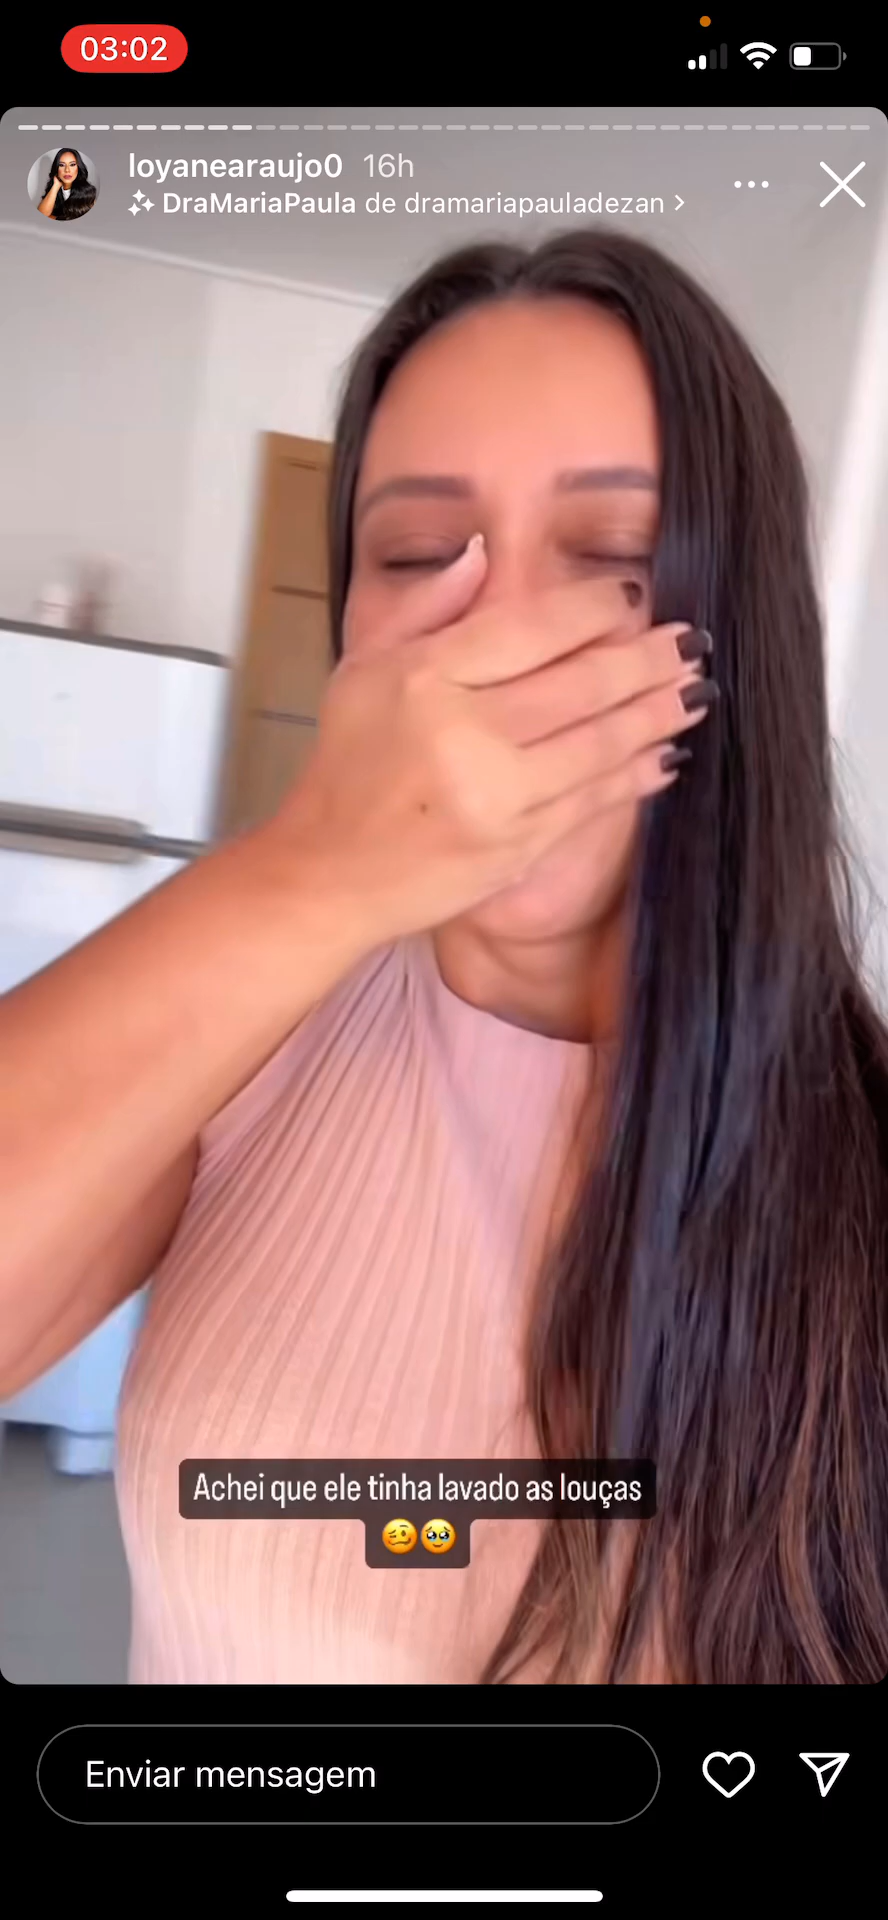 03:02
loyanearaujo0 16h
DraMariaPaula de dramariapauladezan >
Achei que ele tinha lavado as louças
🥴🥹
Enviar mensagem